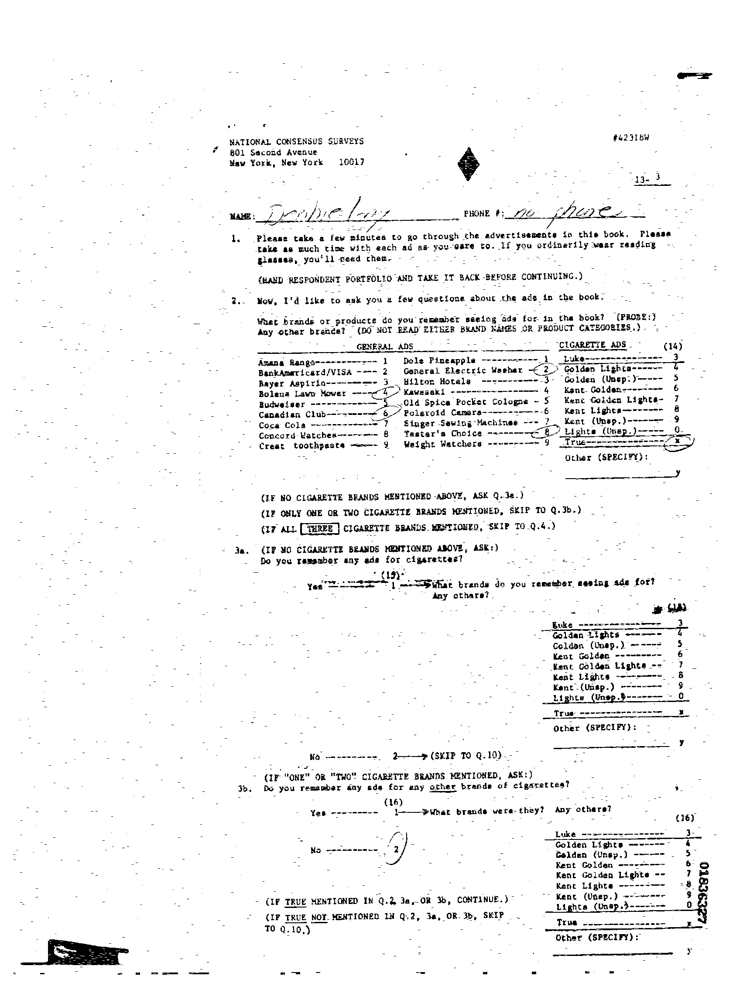 #42318W
NATIONAL CONSENSUS SURVEYS
801 Second Avenue
New York, New York 10017
13- 3
NAME: PHONE #: no phone
1. Please take a few minutes to go through the advertisements in this book. Please
take as much time with each ad as you care to. If you ordinarily wear reading
glasses, you'll need them.
(HAND RESPONDENT PORTFOLIO AND TAKE IT BACK BEFORE CONTINUING.)
2. Now, I'd like to ask you a few questions about the ads in the book.
What brands or products do you remember seeing ads for in the book? (PROBE:)
Any other brands? (DO NOT READ EITHER BRAND NAMES OR PRODUCT CATEGORIES.)
GENERAL ADS CIGARETTE ADS (14)
Amana Range----------- 1 Dole Pineapple ----------- 1 Luke--------------- 3
BankAmericard/VISA ---- 2 General Electric Washer - 2 Golden Lights------ 4
Bayer Aspirin--------- 3 Hilton Hotels ----------- 3 Golden (Unsp.)----- 5
Bolens Lawn Mower ---- 4 Kawasaki ---------------- 4 Kent Golden------- 6
Budweiser ------------ 5 Old Spice Pocket Cologne - 5 Kent Golden Lights- 7
Canadian Club--------- 6 Polaroid Camera---------- 6 Kent Lights------- 8
Coca Cola ------------ 7 Singer Sewing Machines --- 7 Kent (Unsp.)------ 9
Concord Watches------- 8 Taster's Choice --------- 8 Lights (Unsp.)---- 0
Crest toothpaste ----- 9 Weight Watchers --------- 9 True-------------- x
Other (SPECIFY):
y
(IF NO CIGARETTE BRANDS MENTIONED ABOVE, ASK Q.3a.)
(IF ONLY ONE OR TWO CIGARETTE BRANDS MENTIONED, SKIP TO Q.3b.)
(IF ALL THREE CIGARETTE BRANDS MENTIONED, SKIP TO Q.4.)
3a. (IF NO CIGARETTE BRANDS MENTIONED ABOVE, ASK:)
Do you remember any ads for cigarettes?
(15)
Yes ---------- 1 → What brands do you remember seeing ads for?
Any others?
Luke --------------- 3
Golden Lights ------- 4
Golden (Unsp.) ------ 5
Kent Golden --------- 6
Kent Golden Lights -- 7
Kent Lights --------- 8
Kent (Unsp.) -------- 9
Lights (Unsp.)------- 0
True ---------------- x
Other (SPECIFY):
y
No --------- 2 → (SKIP TO Q.10)
(IF "ONE" OR "TWO" CIGARETTE BRANDS MENTIONED, ASK:)
3b. Do you remember any ads for any other brands of cigarettes?
(16)
Yes --------- 1 → What brands were they? Any others?
(16)
Luke ---------------- 3
Golden Lights ------- 4
No ---------- 2 Golden (Unsp.) ------ 5
Kent Golden --------- 6
Kent Golden Lights -- 7
Kent Lights --------- 8
(IF TRUE MENTIONED IN Q.2, 3a, OR 3b, CONTINUE.) Kent (Unsp.) -------- 9
Lights (Unsp.)------- 0
(IF TRUE NOT MENTIONED IN Q.2, 3a, OR 3b, SKIP
TO Q.10.) True ---------------- x
Other (SPECIFY):
y
01836327